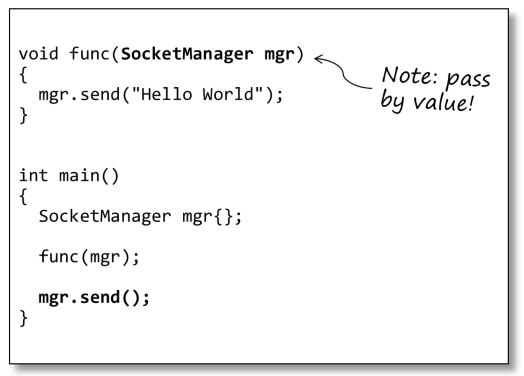 void func(SocketManager mgr)
{
  mgr.send("Hello World");
}
Note: pass
by value!
int main()
{
  SocketManager mgr{};
  func(mgr);
  mgr.send();
}